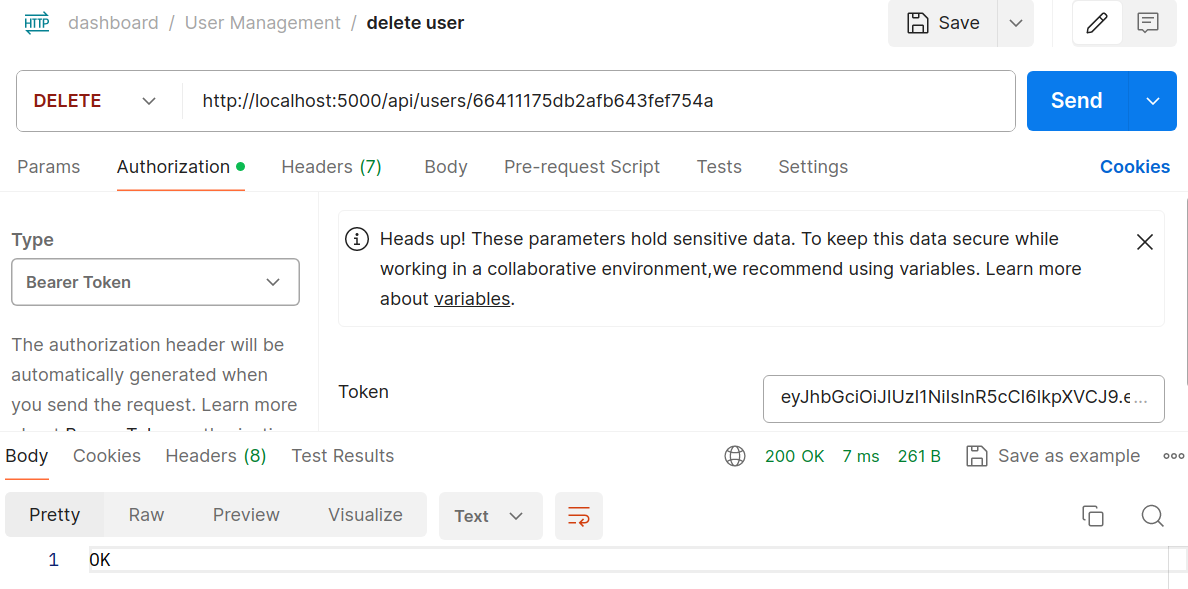 HTTP dashboard / User Management / delete user
Save
DELETE http://localhost:5000/api/users/66411175db2afb643fef754a Send
Params Authorization Headers (7) Body Pre-request Script Tests Settings Cookies
Type
Bearer Token
The authorization header will be
automatically generated when
you send the request. Learn more
Heads up! These parameters hold sensitive data. To keep this data secure while
working in a collaborative environment,we recommend using variables. Learn more
about variables.
Token eyJhbGciOiJIUzI1NiIsInR5cCI6IkpXVCJ9.e...
Body Cookies Headers (8) Test Results 200 OK 7 ms 261 B Save as example
Pretty Raw Preview Visualize Text
1 OK